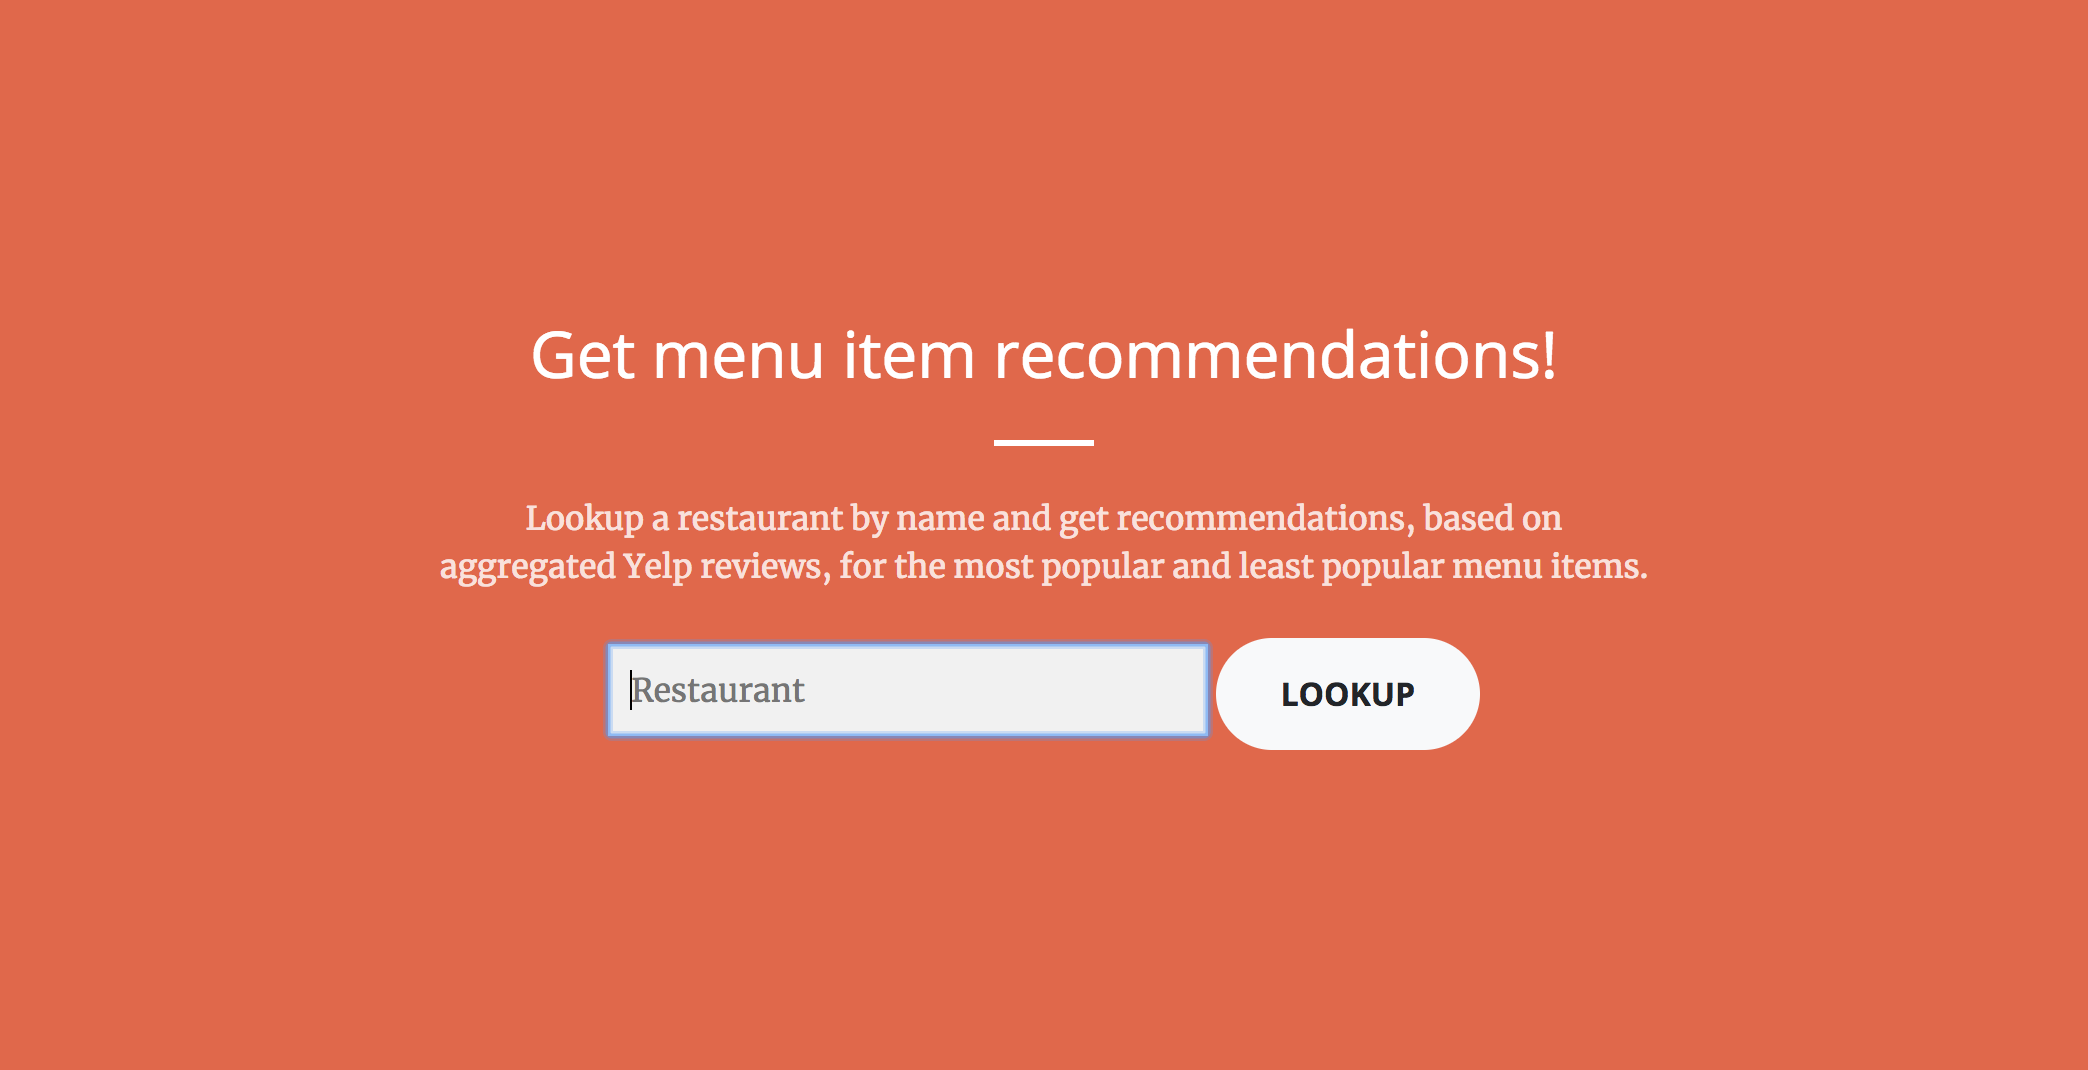 Get menu item recommendations!
Lookup a restaurant by name and get recommendations, based on
aggregated Yelp reviews, for the most popular and least popular menu items.
Restaurant
LOOKUP